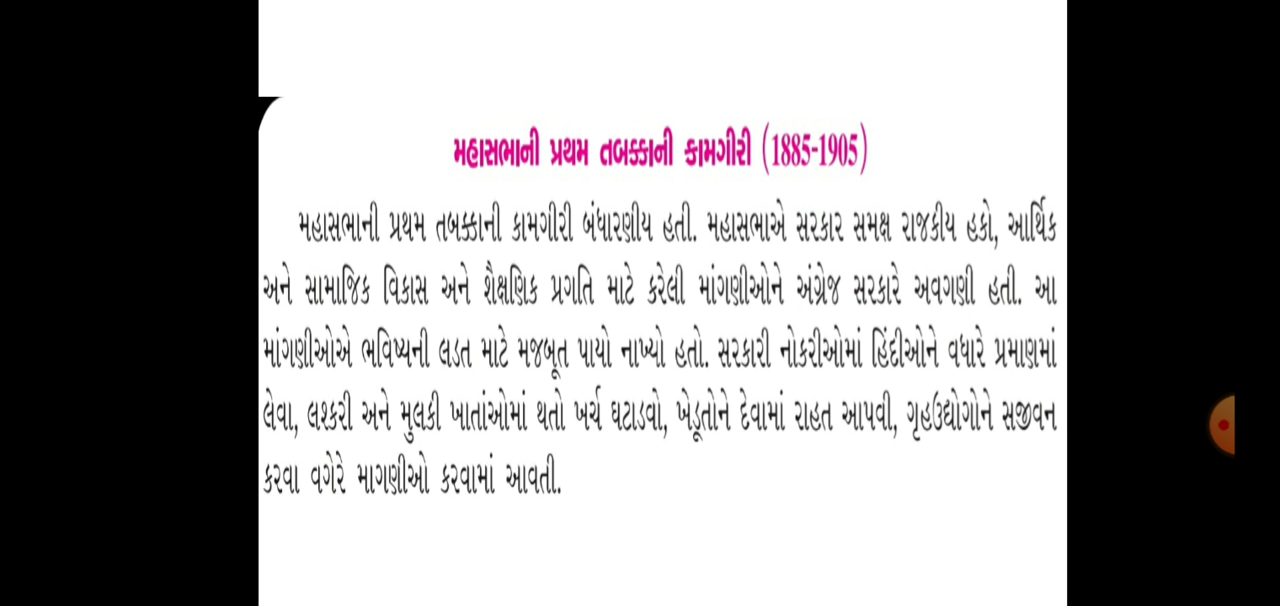 મહાસભાની પ્રથમ તબક્કાની કામગીરી (1885-1905)
મહાસભાની પ્રથમ તબક્કાની કામગીરી બંધારણીય હતી. મહાસભાએ સરકાર સમક્ષ રાજકીય હકો, આર્થિક
અને સામાજિક વિકાસ અને શૈક્ષણિક પ્રગતિ માટે કરેલી માંગણીઓને અંગ્રેજ સરકારે અવગણી હતી. આ
માંગણીઓએ ભવિષ્યની લડત માટે મજબૂત પાયો નાખ્યો હતો. સરકારી નોકરીઓમાં હિંદીઓને વધારે પ્રમાણમાં
લેવા, લશ્કરી અને મુલકી ખાતાંઓમાં થતો ખર્ચ ઘટાડવો, ખેડૂતોને દેવામાં રાહત આપવી, ગૃહઉદ્યોગોને સજીવન
કરવા વગેરે માગણીઓ કરવામાં આવતી.